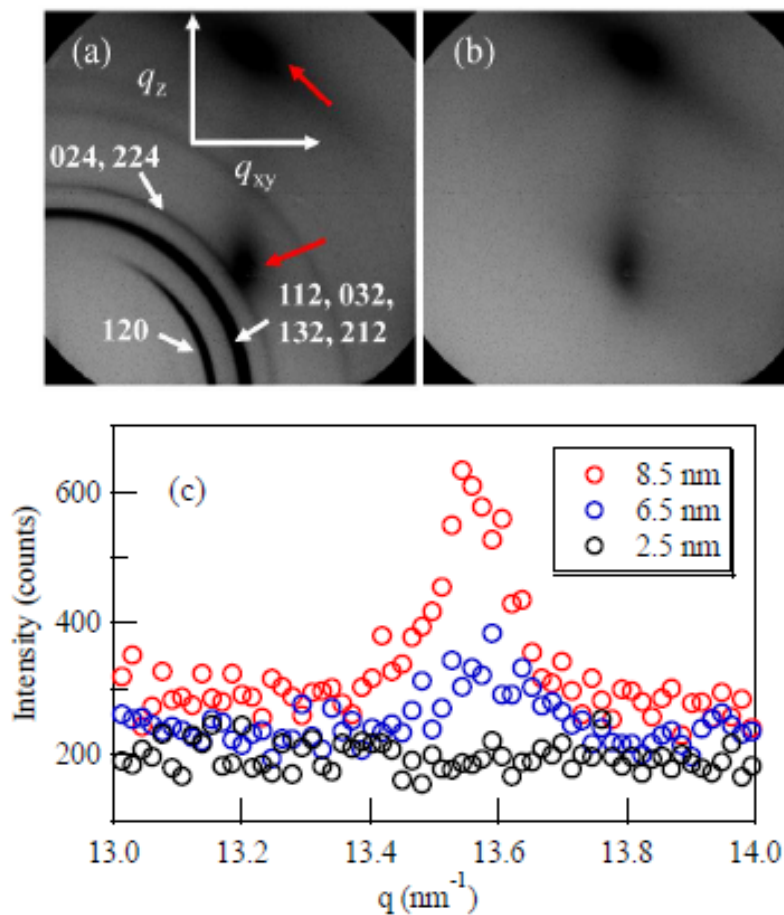 (a)
(b)
q_z
q_xy
024, 224
112, 032,
132, 212
120
(c)
8.5 nm
6.5 nm
2.5 nm
Intensity (counts)
600
400
200
13.0 13.2 13.4 13.6 13.8 14.0
q (nm⁻¹)